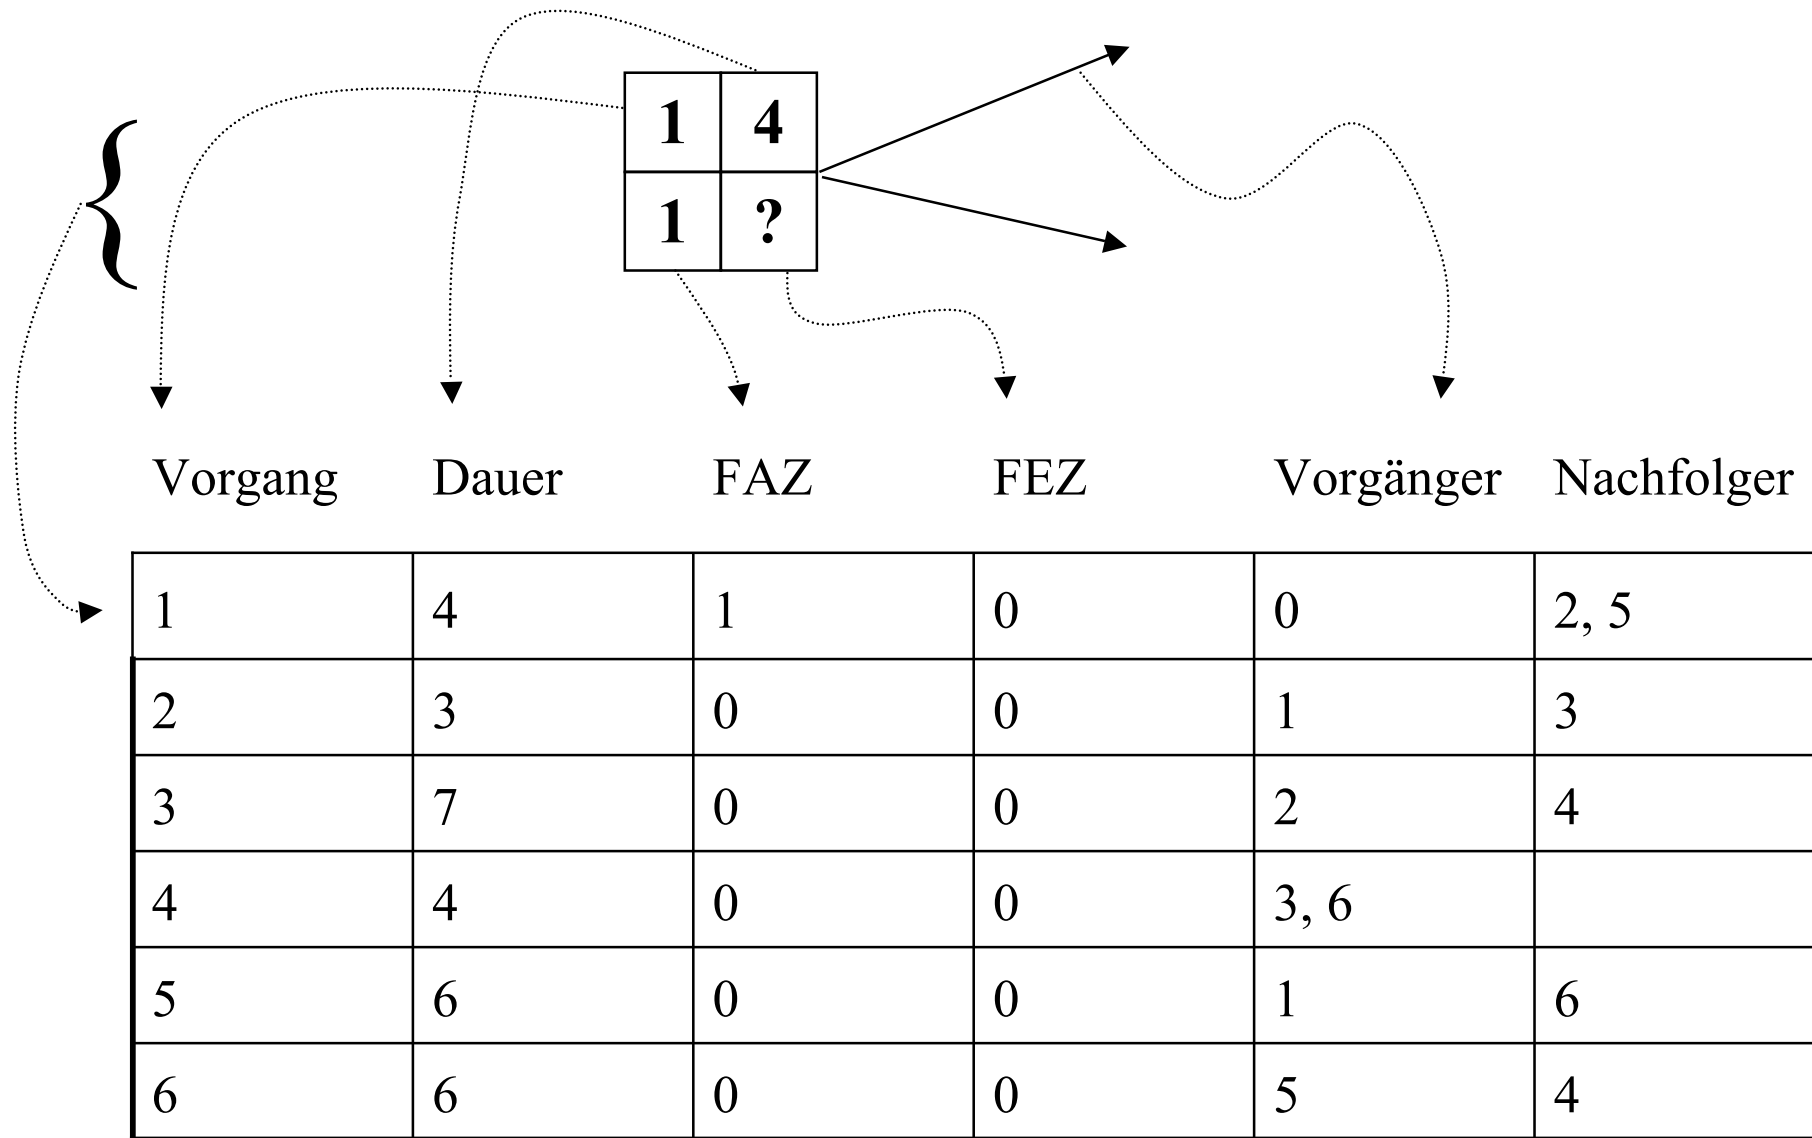 1 4
1 ?
Vorgang Dauer FAZ FEZ Vorgänger Nachfolger
1 4 1 0 0 2, 5
2 3 0 0 1 3
3 7 0 0 2 4
4 4 0 0 3, 6
5 6 0 0 1 6
6 6 0 0 5 4